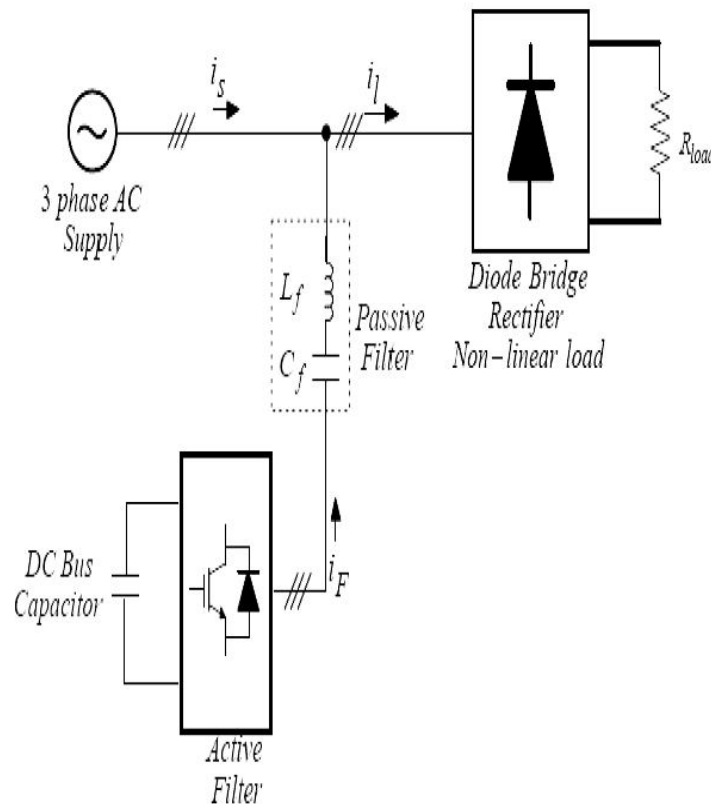 i_s
i_l
3 phase AC
Supply
R_load
L_f
C_f
Passive
Filter
Diode Bridge
Rectifier
Non-linear load
DC Bus
Capacitor
i_F
Active
Filter